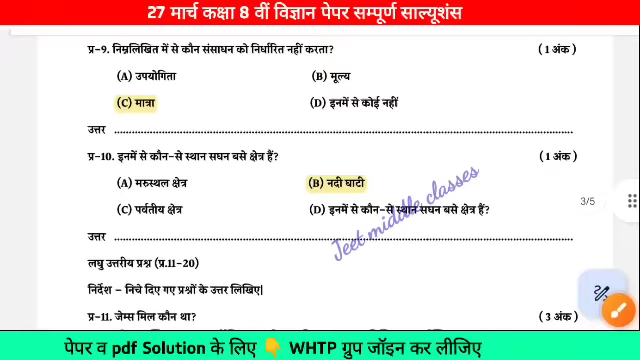 27 मार्च कक्षा 8 वीं विज्ञान पेपर सम्पूर्ण साल्यूशंस
प्र-9. निम्नलिखित में से कौन संसाधन को निर्धारित नहीं करता? (1 अंक)
(A) उपयोगिता (B) मूल्य
(C) मात्रा (D) इनमें से कोई नहीं
उत्तर ................................................................
प्र-10. इनमें से कौन-से स्थान सघन बसे क्षेत्र हैं? (1 अंक)
(A) मरुस्थल क्षेत्र (B) नदी घाटी
(C) पर्वतीय क्षेत्र (D) इनमें से कौन-से स्थान सघन बसे क्षेत्र हैं?
3/5
Jeet middle classes
उत्तर ................................................................
लघु उत्तरीय प्रश्न (प्र.11-20)
निर्देश – निचे दिए गए प्रश्नों के उत्तर लिखिए|
प्र-11. जेम्स मिल कौन था? (3 अंक)
पेपर व pdf Solution के लिए 👇 WHTP ग्रुप जॉइन कर लीजिए